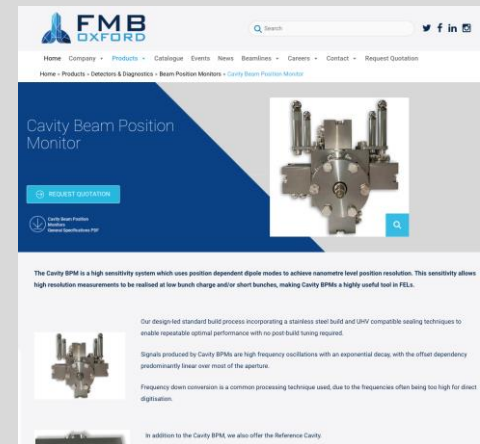 FMB
OXFORD
Search
Home Company Products Catalogue Events News Beamlines Careers Contact Request Quotation
Home » Products » Detectors & Diagnostics » Beam Position Monitors » Cavity Beam Position Monitor
Cavity Beam Position
Monitor
REQUEST QUOTATION
Cavity Beam Position
Monitors
General Specifications PDF
The Cavity BPM is a high sensitivity system which uses position dependent dipole modes to achieve nanometre level position resolution. This sensitivity allows
high resolution measurements to be realised at low bunch charge and/or short bunches, making Cavity BPMs a highly useful tool in FELs.
Our design-led standard build process incorporating a stainless steel build and UHV compatible sealing techniques to
enable repeatable optimal performance with no post-build tuning required.
Signals produced by Cavity BPMs are high frequency oscillations with an exponential decay, with the offset dependency
predominantly linear over most of the aperture.
Frequency down conversion is a common processing technique used, due to the frequencies often being too high for direct
digitisation.
In addition to the Cavity BPM, we also offer the Reference Cavity.